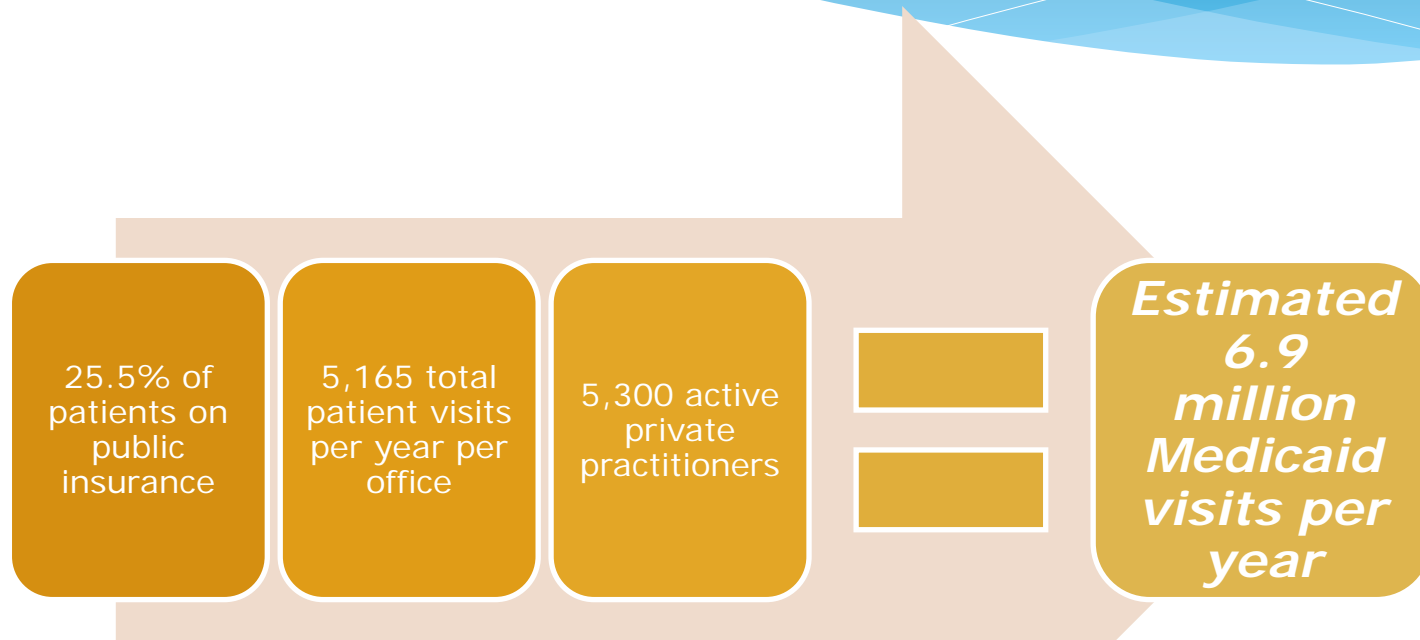 25.5% of
patients on
public
insurance
5,165 total
patient visits
per year per
office
5,300 active
private
practitioners
Estimated
6.9
million
Medicaid
visits per
year